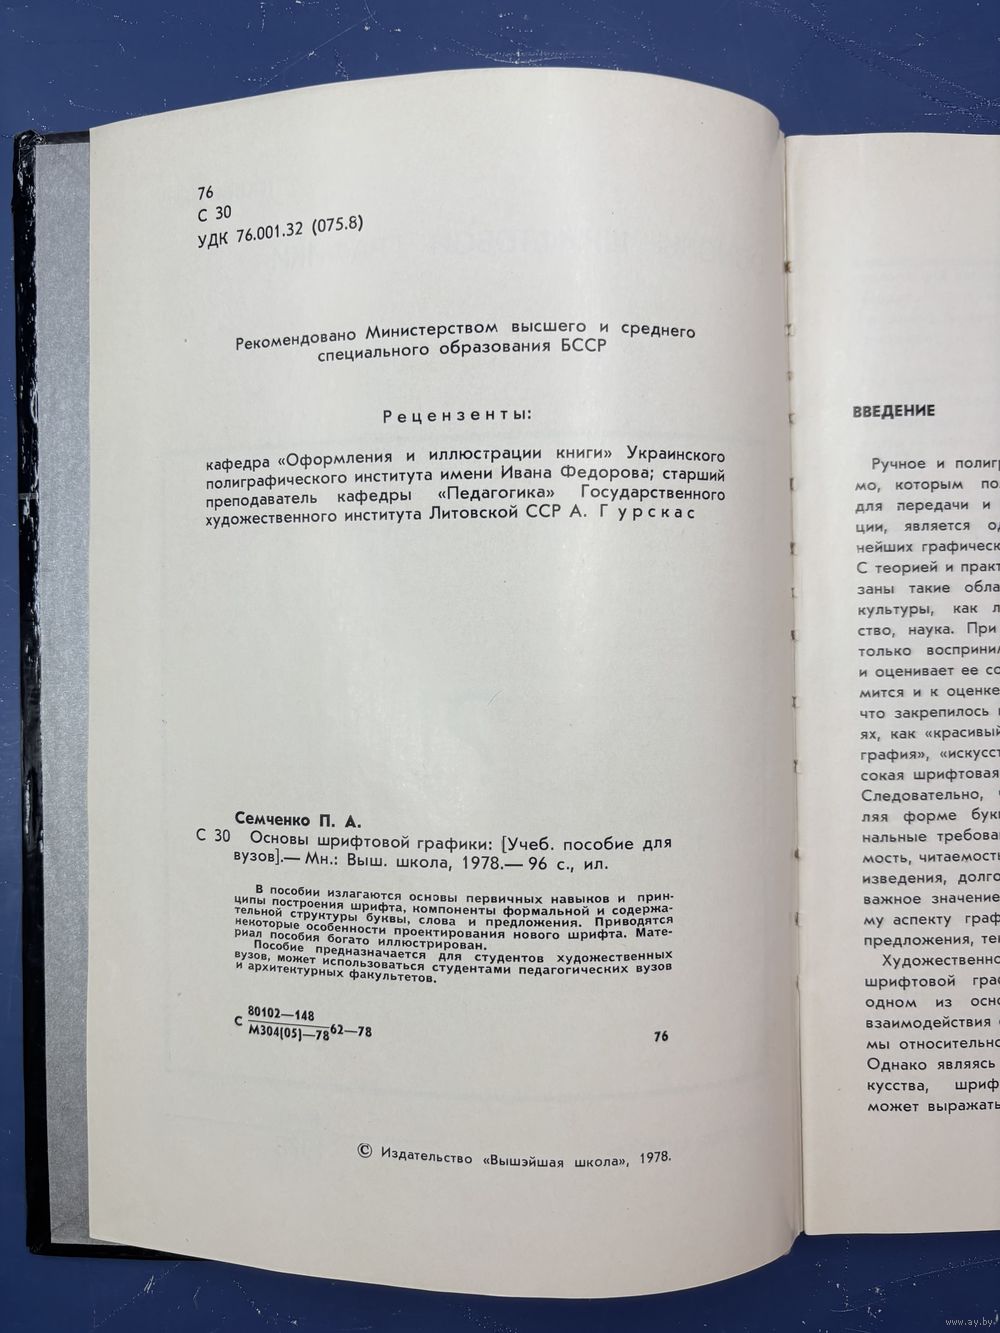 76
С 30
УДК 76.001.32 (075.8)
Рекомендовано Министерством высшего и среднего
специального образования БССР
Рецензенты:
кафедра «Оформления и иллюстрации книги» Украинского
полиграфического института имени Ивана Федорова; старший
преподаватель кафедры «Педагогика» Государственного
художественного института Литовской ССР А. Гурскас
Семченко П. А.
С 30 Основы шрифтовой графики: [Учеб. пособие для
вузов].— Мн.: Выш. школа, 1978.— 96 с., ил.
В пособии излагаются основы первичных навыков и прин-
ципы построения шрифта, компоненты формальной и содержа-
тельной структуры буквы, слова и предложения. Приводятся
некоторые особенности проектирования нового шрифта. Мате-
риал пособия богато иллюстрирован.
Пособие предназначается для студентов художественных
вузов, может использоваться студентами педагогических вузов
и архитектурных факультетов.
С 80102—148
М304(05)—78 62—78
76
© Издательство «Вышэйшая школа», 1978.
ВВЕДЕНИЕ
Ручное и полигр
мо, которым по
для передачи и
ции, является од
нейших графическ
С теорией и практ
заны такие обла
культуры, как л
ство, наука. При
только восприни
и оценивает ее со
мится и к оценке
что закрепилось
ях, как «красивый
графия», «искусст
сокая шрифтовая
Следовательно,
ляя форме букв
нальные требова
мость, читаемость
изведения, долго
важное значение
му аспекту граф
предложения, тек
Художественно
шрифтовой гра
одном из осно
взаимодействия
мы относительно
Однако являясь
кусства, шриф
может выражать
www.ay.by